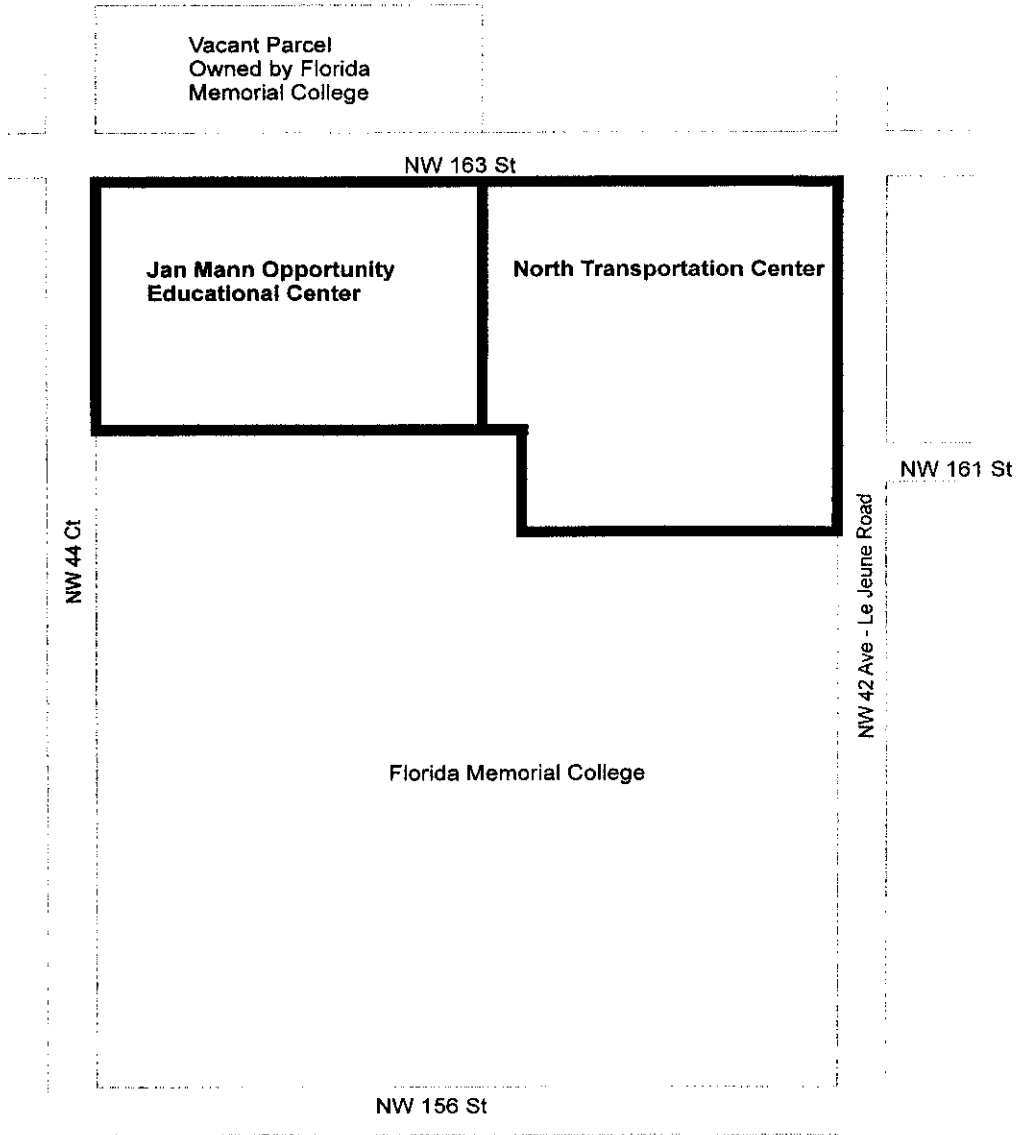 Vacant Parcel
Owned by Florida
Memorial College
NW 163 St
Jan Mann Opportunity
Educational Center
North Transportation Center
NW 161 St
NW 44 Ct
NW 42 Ave - Le Jeune Road
Florida Memorial College
NW 156 St